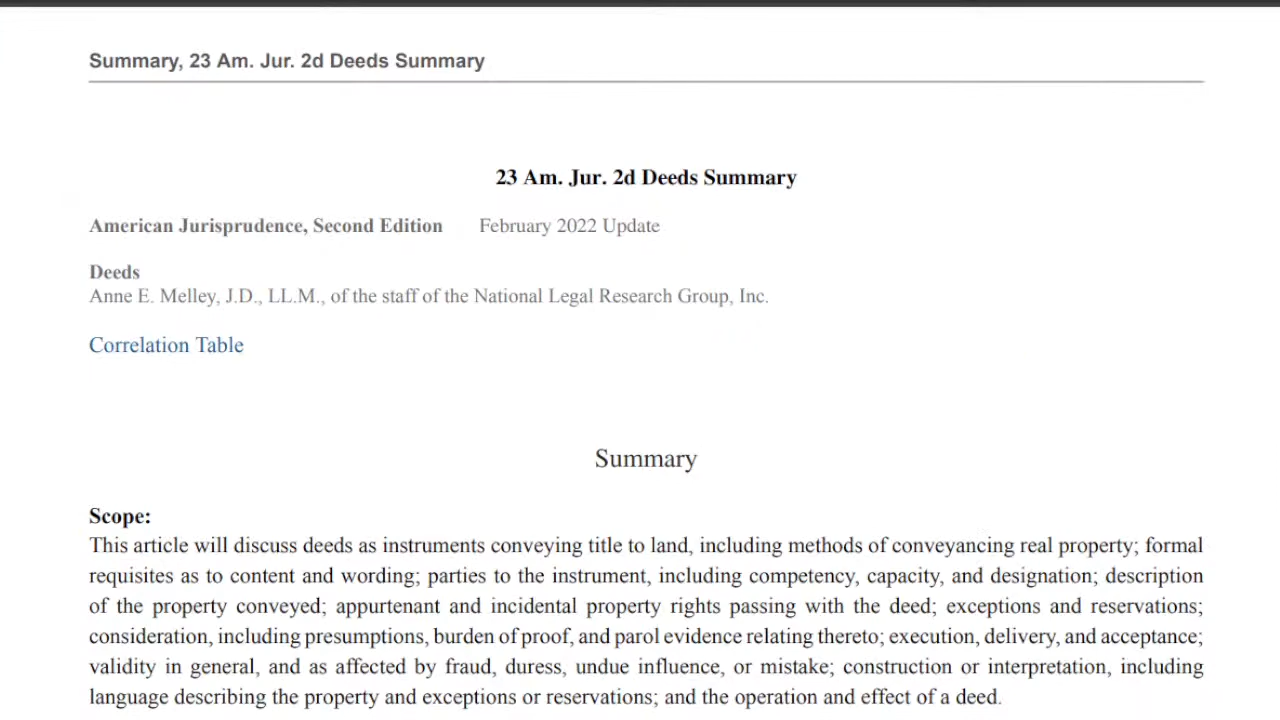 Summary, 23 Am. Jur. 2d Deeds Summary
23 Am. Jur. 2d Deeds Summary
American Jurisprudence, Second Edition February 2022 Update
Deeds
Anne E. Melley, J.D., LL.M., of the staff of the National Legal Research Group, Inc.
Correlation Table
Summary
Scope:
This article will discuss deeds as instruments conveying title to land, including methods of conveyancing real property; formal
requisites as to content and wording; parties to the instrument, including competency, capacity, and designation; description
of the property conveyed; appurtenant and incidental property rights passing with the deed; exceptions and reservations;
consideration, including presumptions, burden of proof, and parol evidence relating thereto; execution, delivery, and acceptance;
validity in general, and as affected by fraud, duress, undue influence, or mistake; construction or interpretation, including
language describing the property and exceptions or reservations; and the operation and effect of a deed.